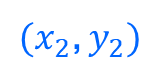 (x₂, y₂)